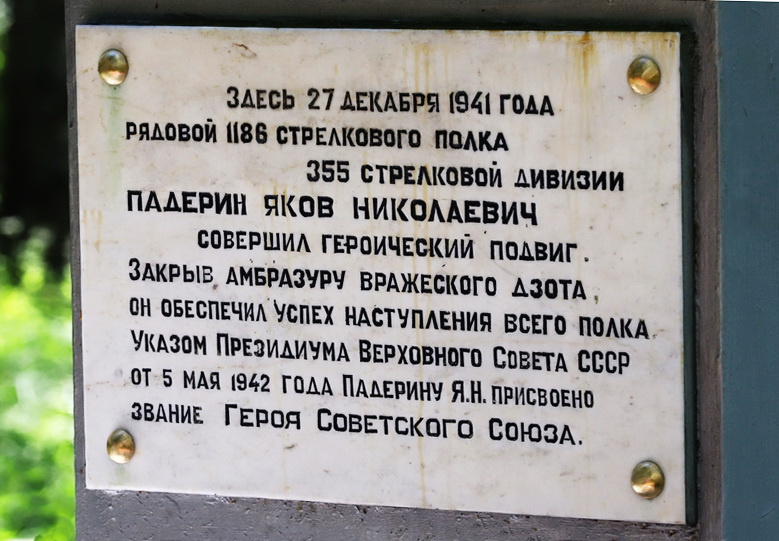 Здесь 27 декабря 1941 года
рядовой 1186 стрелкового полка
355 стрелковой дивизии
ПАДЕРИН ЯКОВ НИКОЛАЕВИЧ
совершил героический подвиг.
Закрыв амбразуру вражеского дзота,
он обеспечил успех наступления всего полка.
Указом Президиума Верховного Совета СССР
от 5 мая 1942 года Падерину Я.Н. присвоено
звание Героя Советского Союза.